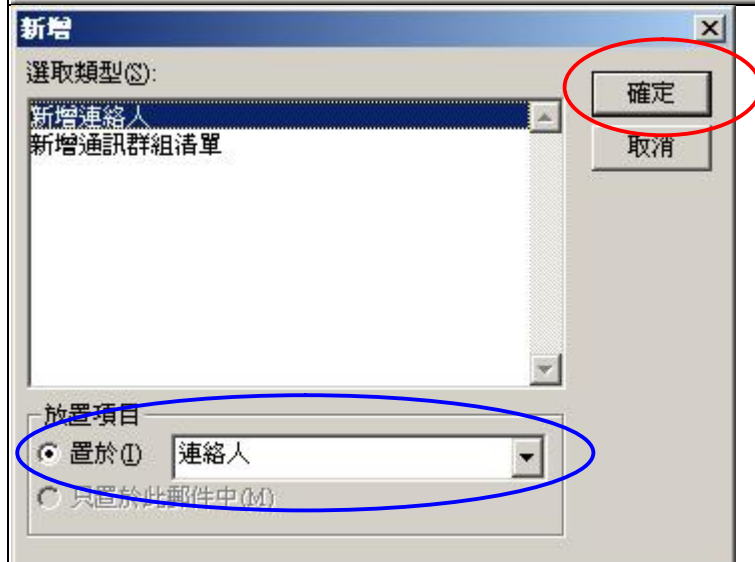 新增
選取類型(S):
確定
新增連絡人
新增通訊群組清單
取消
放置項目
置於(I) 連絡人
只置於此郵件中(M)